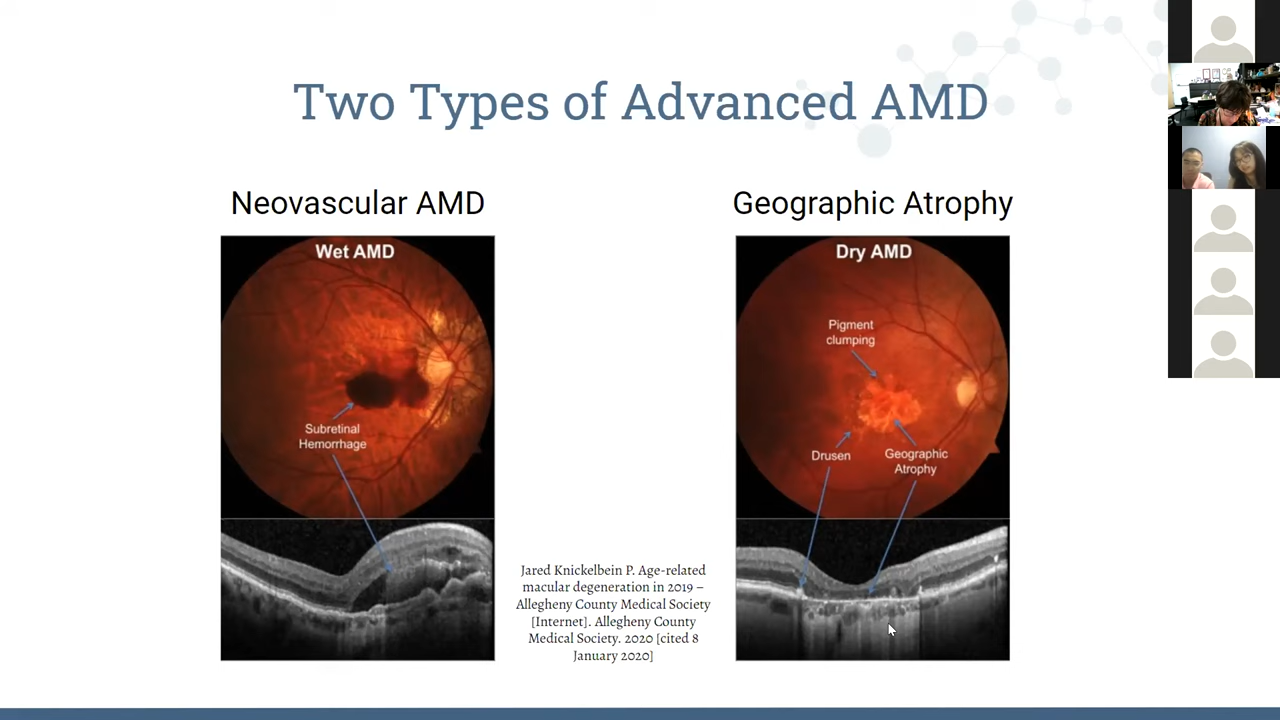 Two Types of Advanced AMD
Neovascular AMD
Wet AMD
Subretinal
Hemorrhage
Jared Knickelbein P. Age-related
macular degeneration in 2019 –
Allegheny County Medical Society
[Internet]. Allegheny County
Medical Society. 2020 [cited 8
January 2020]
Geographic Atrophy
Dry AMD
Pigment
clumping
Drusen
Geographic
Atrophy